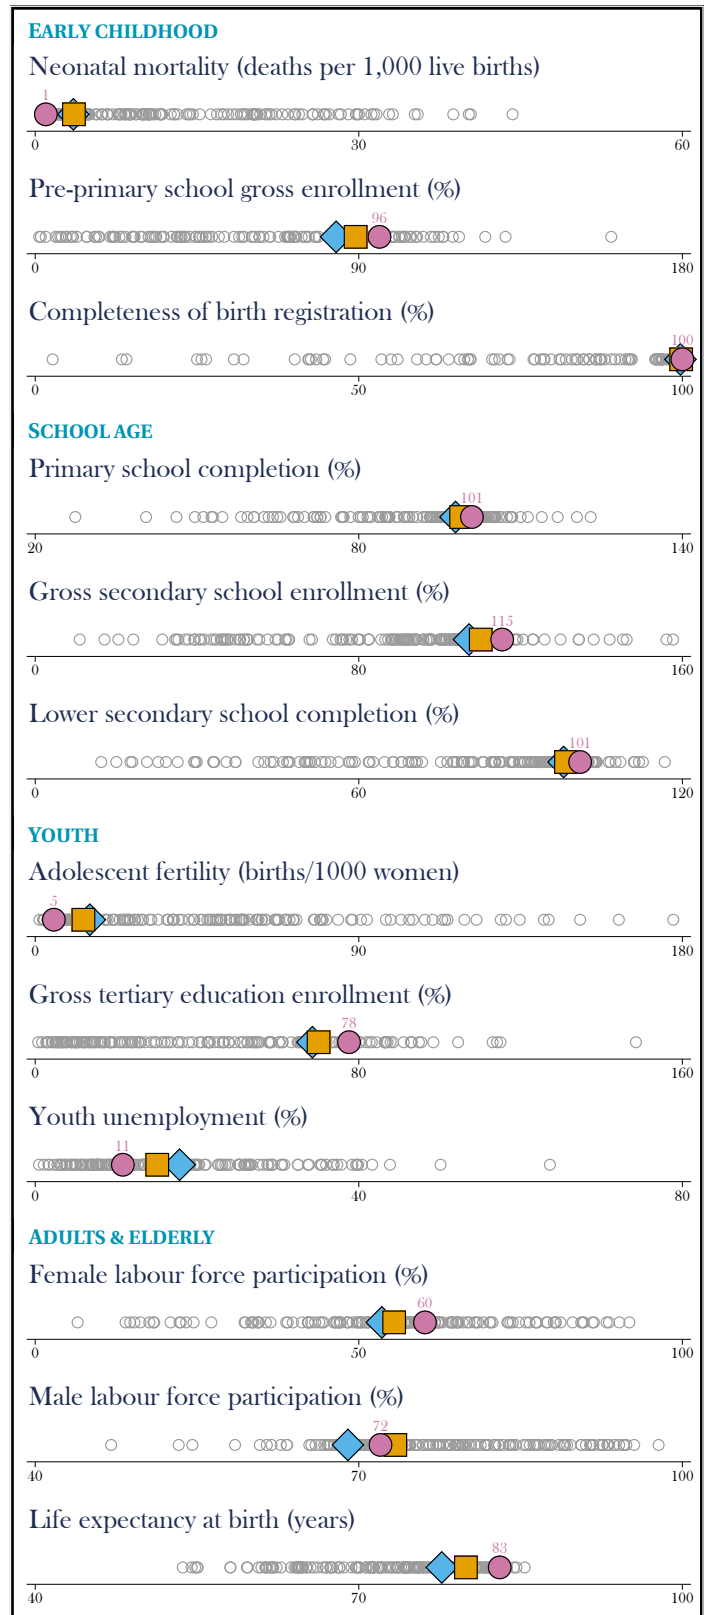 EARLY CHILDHOOD
Neonatal mortality (deaths per 1,000 live births)
1
0 30 60
Pre-primary school gross enrollment (%)
96
0 90 180
Completeness of birth registration (%)
100
0 50 100
SCHOOL AGE
Primary school completion (%)
101
20 80 140
Gross secondary school enrollment (%)
115
0 80 160
Lower secondary school completion (%)
101
0 60 120
YOUTH
Adolescent fertility (births/1000 women)
5
0 90 180
Gross tertiary education enrollment (%)
78
0 80 160
Youth unemployment (%)
11
0 40 80
ADULTS & ELDERLY
Female labour force participation (%)
60
0 50 100
Male labour force participation (%)
72
40 70 100
Life expectancy at birth (years)
83
40 70 100